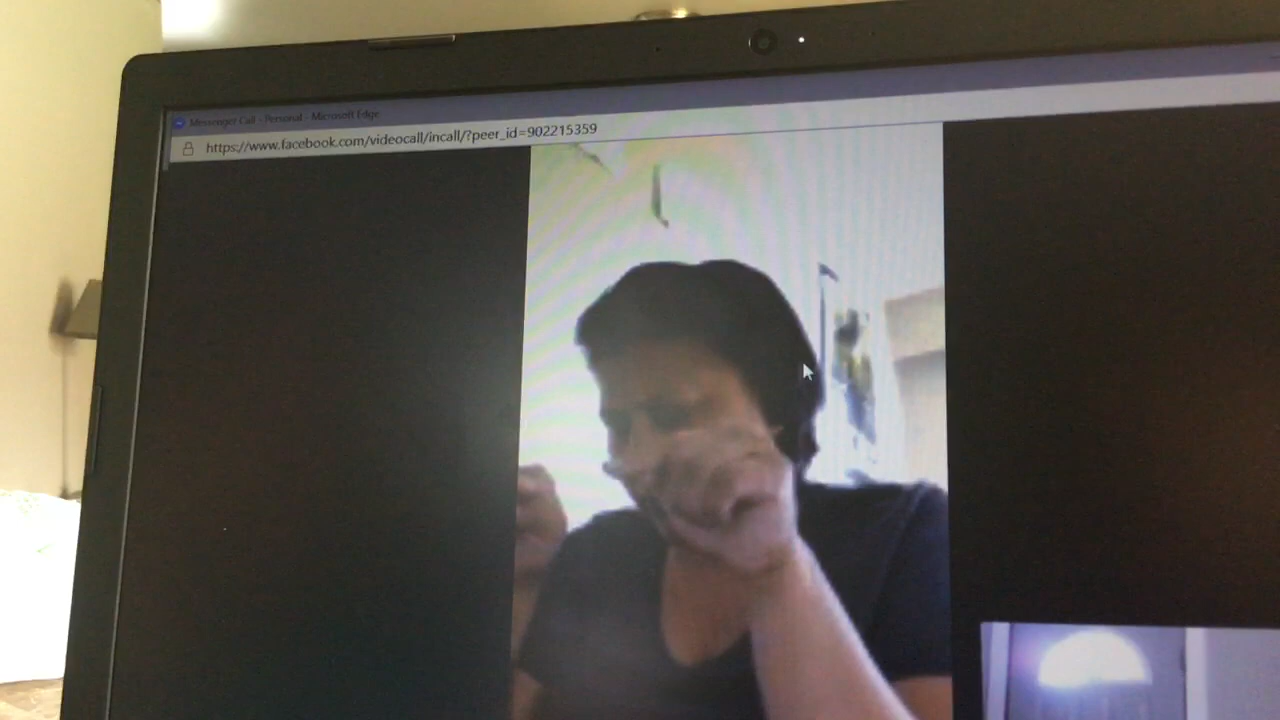 Messenger Call - Personal - Microsoft Edge
https://www.facebook.com/videocall/incall/?peer_id=902215359